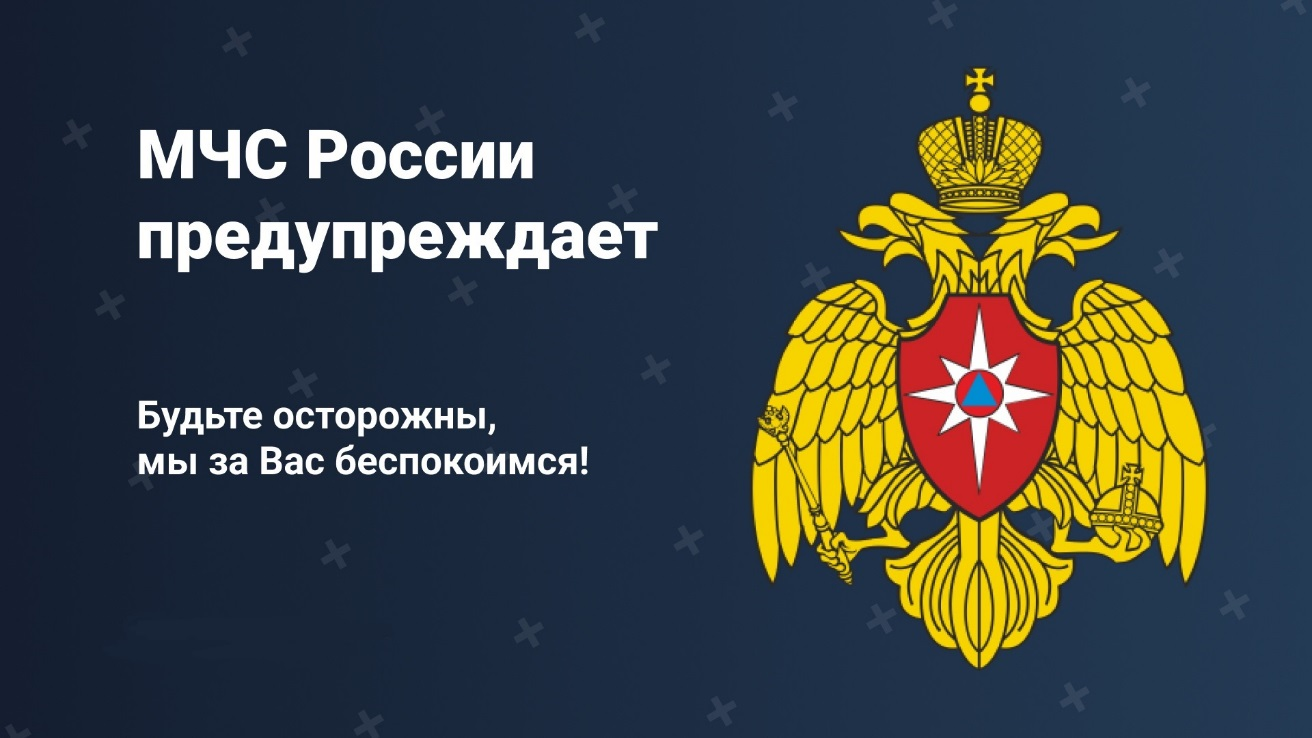 МЧС России
предупреждает
Будьте осторожны,
мы за Вас беспокоимся!